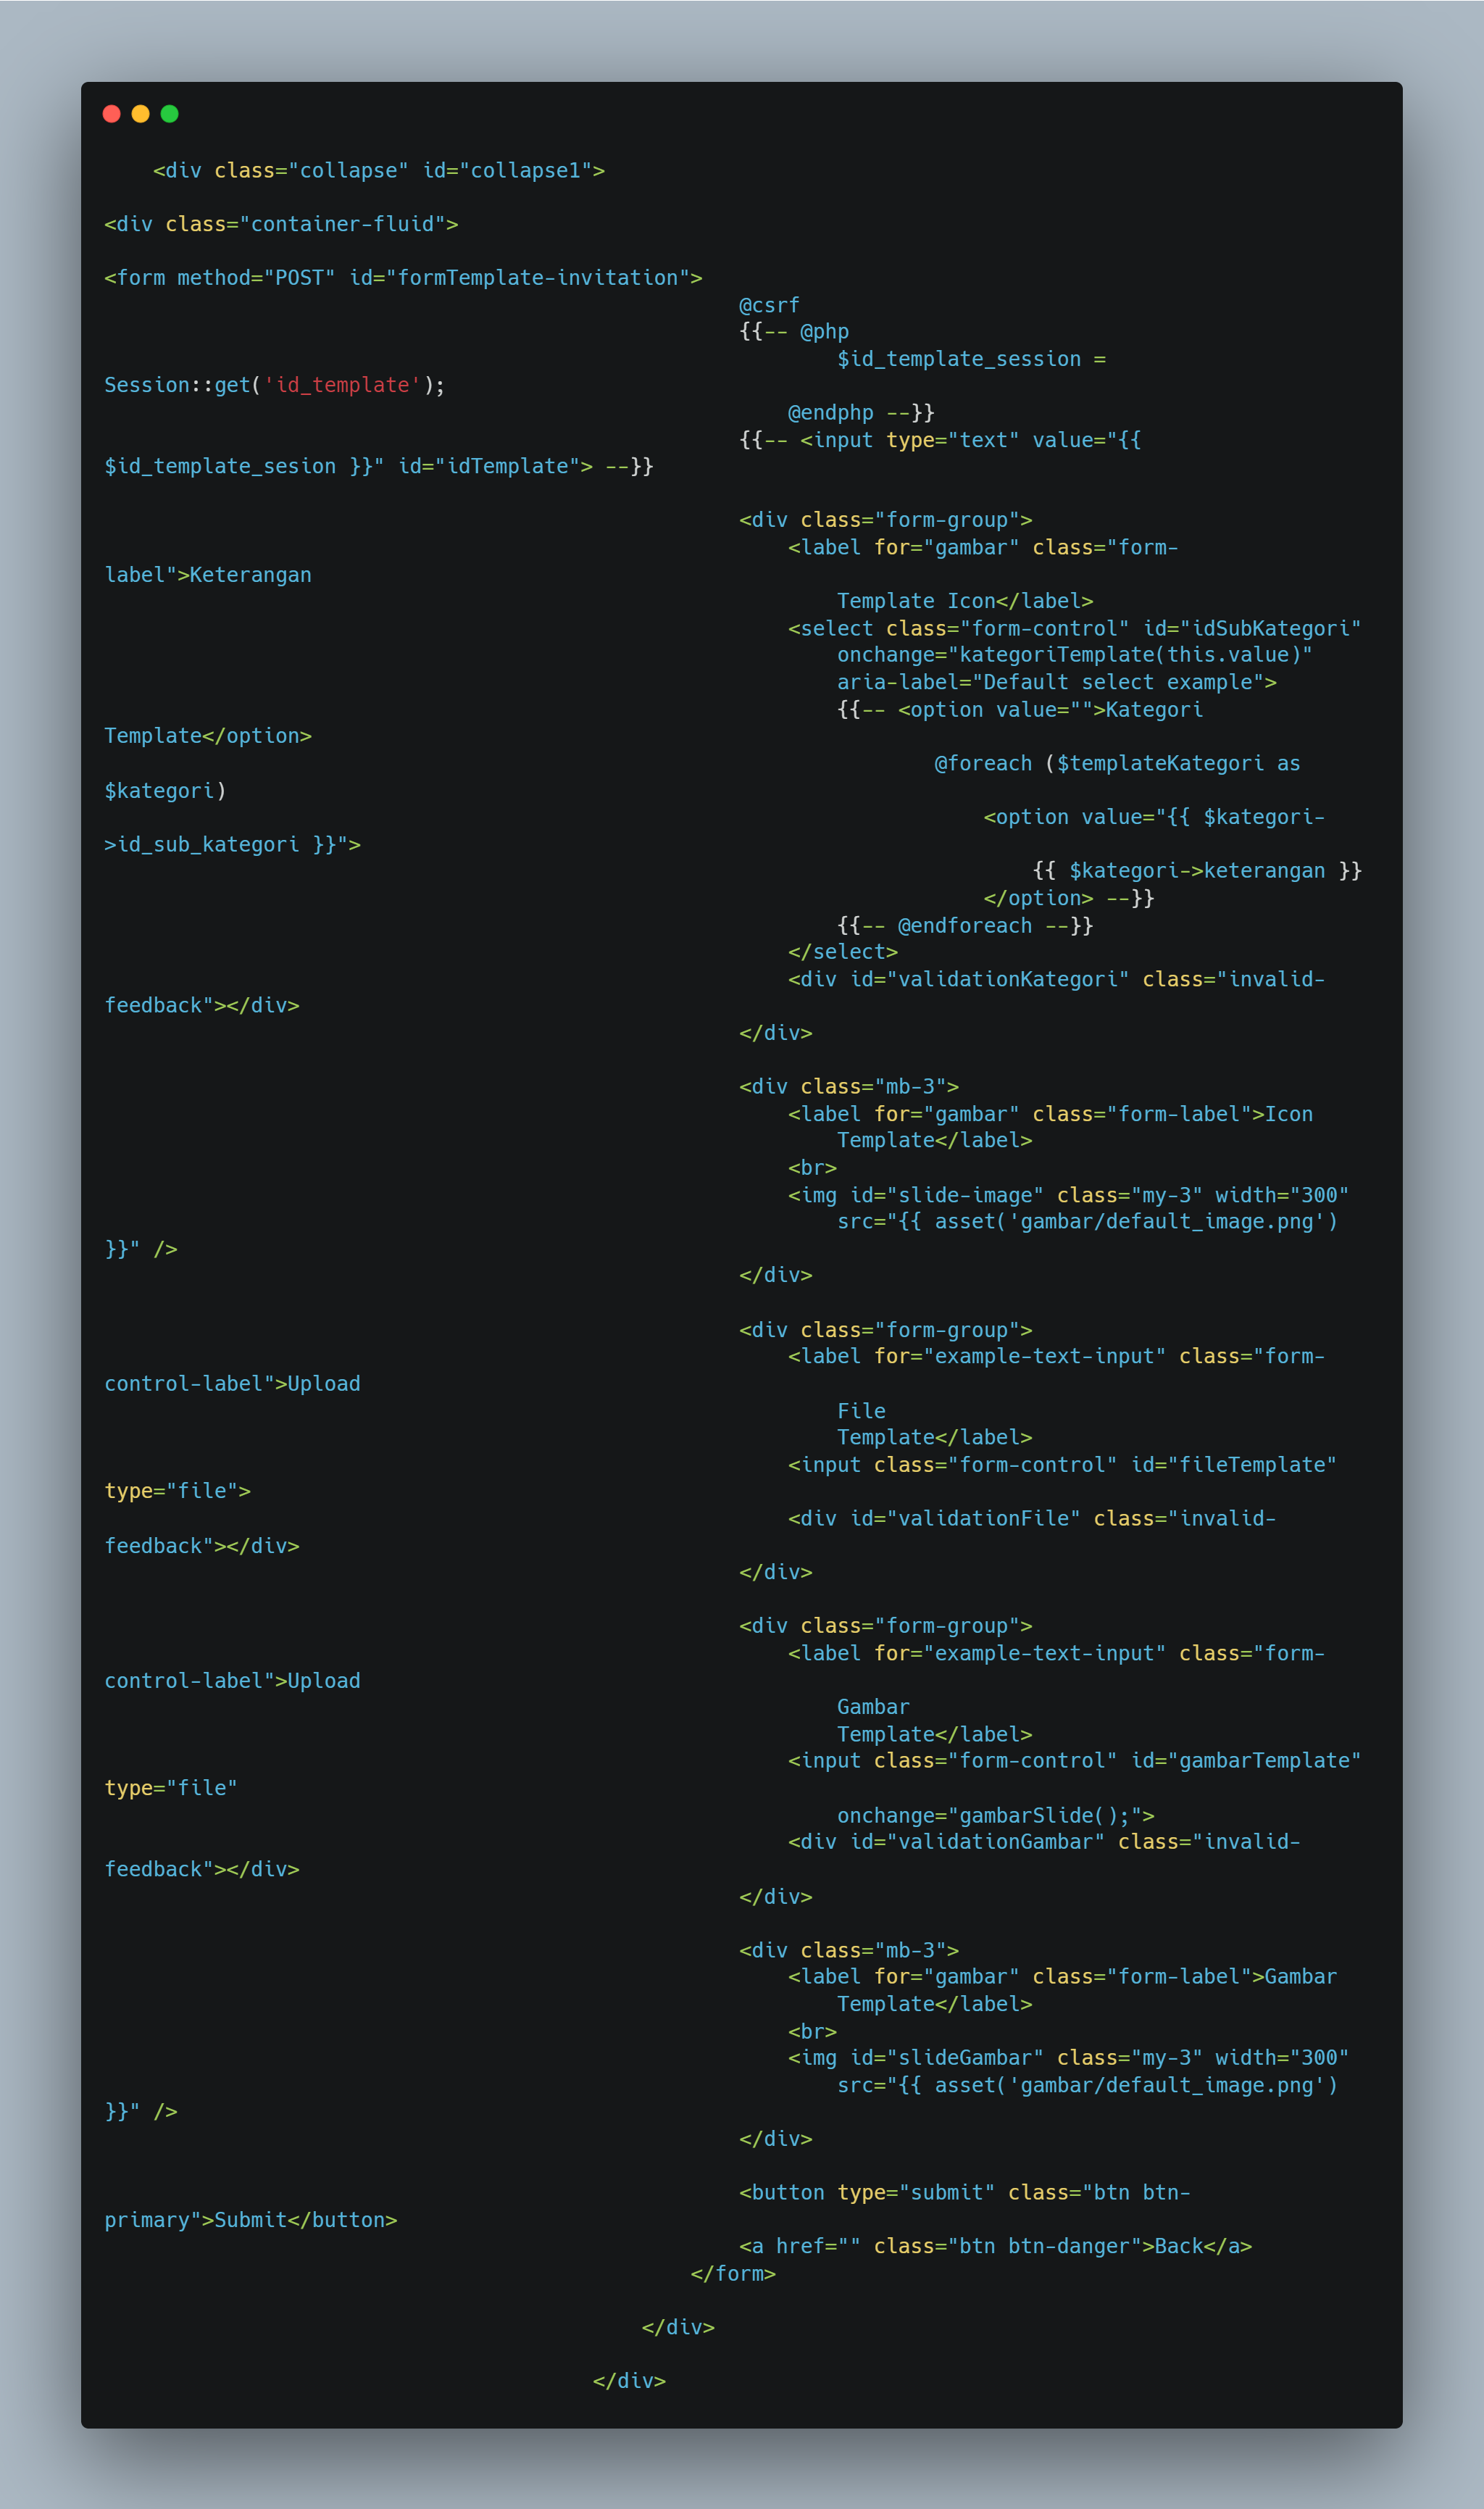 <div class="collapse" id="collapse1">
<div class="container-fluid">
<form method="POST" id="formTemplate-invitation">
@csrf
{{-- @php
$id_template_session =
Session::get('id_template');
@endphp --}}
{{-- <input type="text" value="{{
$id_template_sesion }}" id="idTemplate"> --}}
<div class="form-group">
<label for="gambar" class="form-
label">Keterangan
Template Icon</label>
<select class="form-control" id="idSubKategori"
onchange="kategoriTemplate(this.value)"
aria-label="Default select example">
{{-- <option value="">Kategori
Template</option>
@foreach ($templateKategori as
$kategori)
<option value="{{ $kategori-
>id_sub_kategori }}">
{{ $kategori->keterangan }}
</option> --}}
{{-- @endforeach --}}
</select>
<div id="validationKategori" class="invalid-
feedback"></div>
</div>
<div class="mb-3">
<label for="gambar" class="form-label">Icon
Template</label>
<br>
<img id="slide-image" class="my-3" width="300"
src="{{ asset('gambar/default_image.png')
}}" />
</div>
<div class="form-group">
<label for="example-text-input" class="form-
control-label">Upload
File
Template</label>
<input class="form-control" id="fileTemplate"
type="file">
<div id="validationFile" class="invalid-
feedback"></div>
</div>
<div class="form-group">
<label for="example-text-input" class="form-
control-label">Upload
Gambar
Template</label>
<input class="form-control" id="gambarTemplate"
type="file"
onchange="gambarSlide();">
<div id="validationGambar" class="invalid-
feedback"></div>
</div>
<div class="mb-3">
<label for="gambar" class="form-label">Gambar
Template</label>
<br>
<img id="slideGambar" class="my-3" width="300"
src="{{ asset('gambar/default_image.png')
}}" />
</div>
<button type="submit" class="btn btn-
primary">Submit</button>
<a href="" class="btn btn-danger">Back</a>
</form>
</div>
</div>